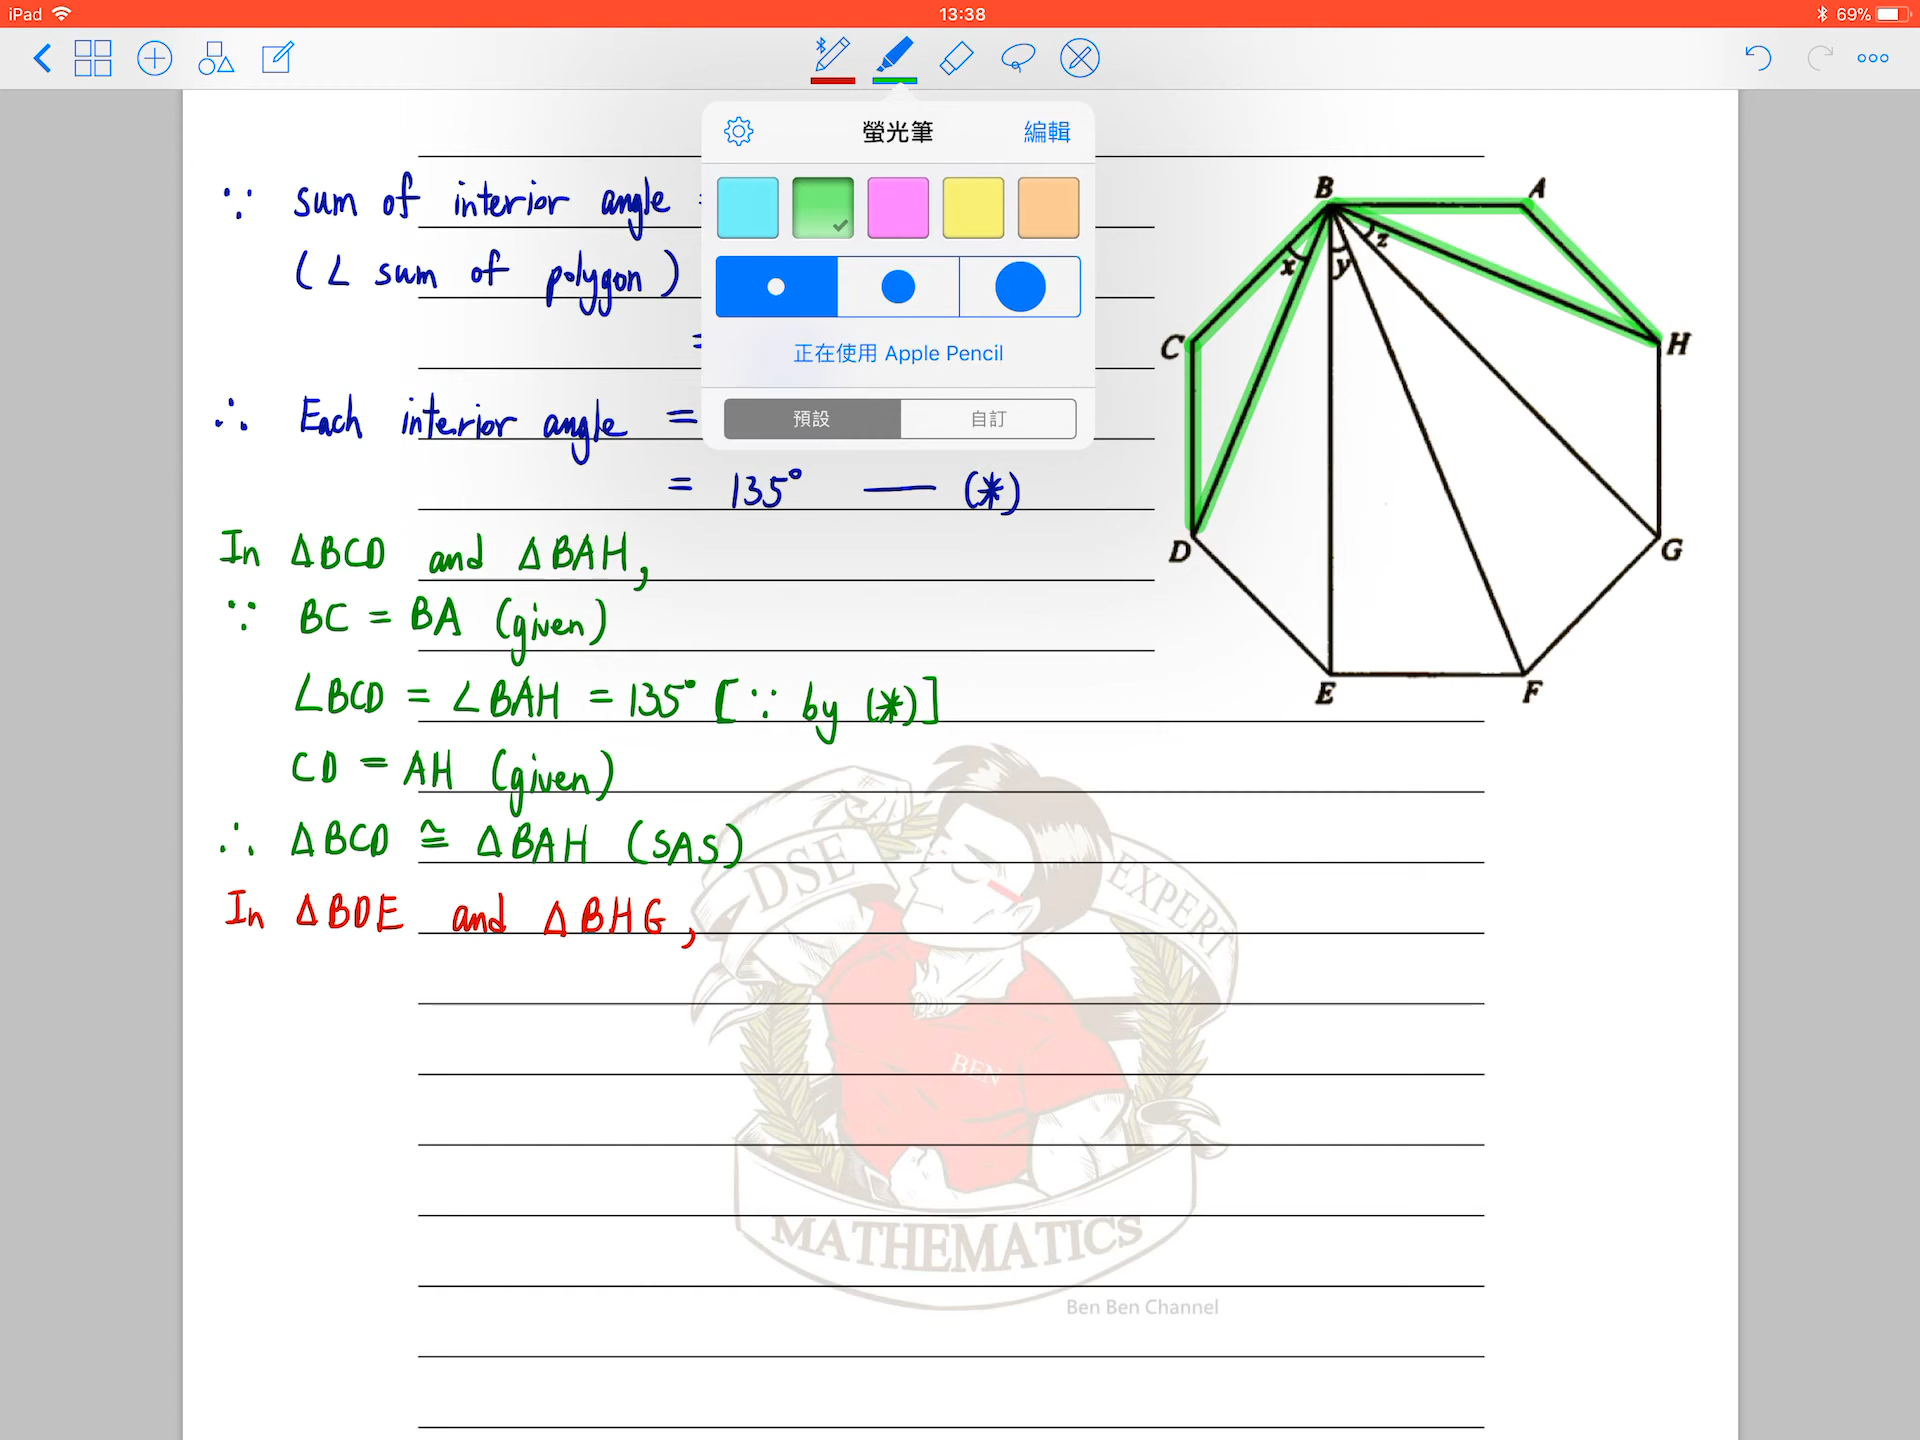 iPad 13:38 69%
螢光筆 編輯
正在使用 Apple Pencil
預設 自訂
∵ sum of interior angle =
(∠ sum of polygon)
=
∴ Each interior angle =
= 135° — (*)
In ΔBCD and ΔBAH,
∵ BC = BA (given)
∠BCD = ∠BAH = 135° [∵ by (*)]
CD = AH (given)
∴ ΔBCD ≅ ΔBAH (SAS)
In ΔBDE and ΔBHG,
B A
x y z
C H
D G
E F
DSE EXPERT
BEN
MATHEMATICS
Ben Ben Channel